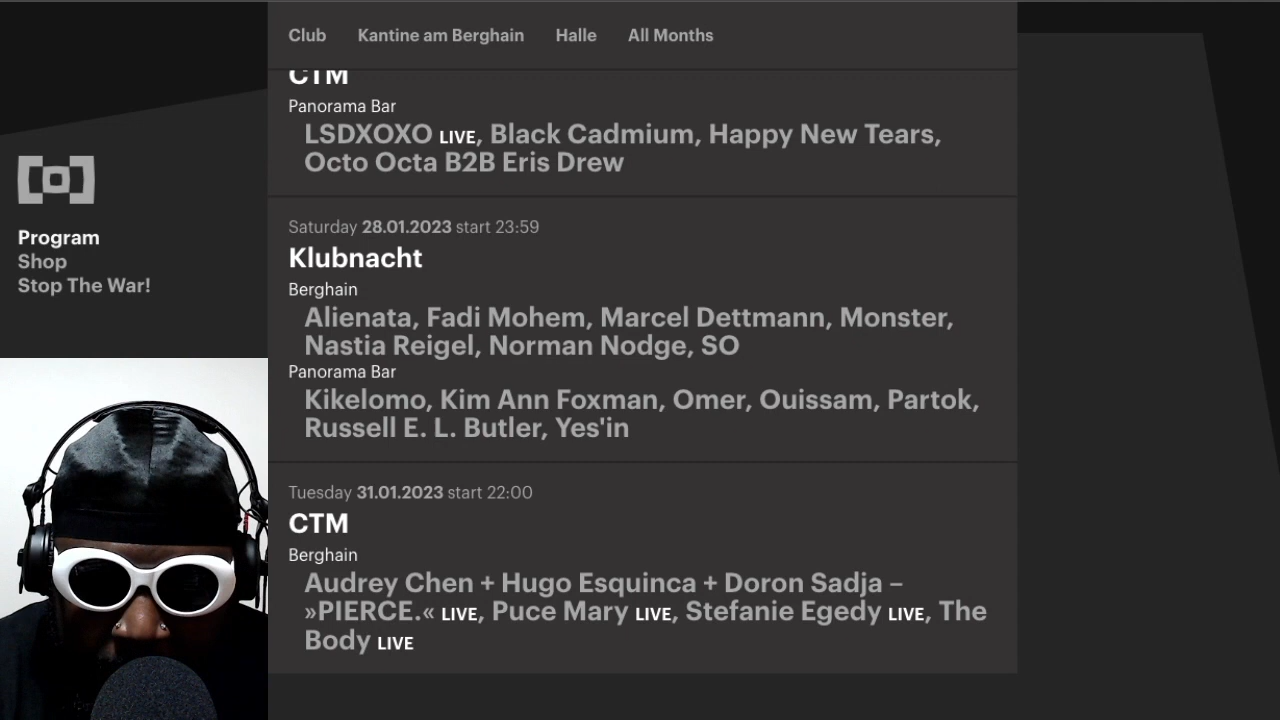 Club Kantine am Berghain Halle All Months
CTM
Panorama Bar
LSDXOXO LIVE, Black Cadmium, Happy New Tears,
Octo Octa B2B Eris Drew
Program
Shop
Stop The War!
Saturday 28.01.2023 start 23:59
Klubnacht
Berghain
Alienata, Fadi Mohem, Marcel Dettmann, Monster,
Nastia Reigel, Norman Nodge, SO
Panorama Bar
Kikelomo, Kim Ann Foxman, Omer, Ouissam, Partok,
Russell E. L. Butler, Yes'in
Tuesday 31.01.2023 start 22:00
CTM
Berghain
Audrey Chen + Hugo Esquinca + Doron Sadja –
»PIERCE.« LIVE, Puce Mary LIVE, Stefanie Egedy LIVE, The
Body LIVE